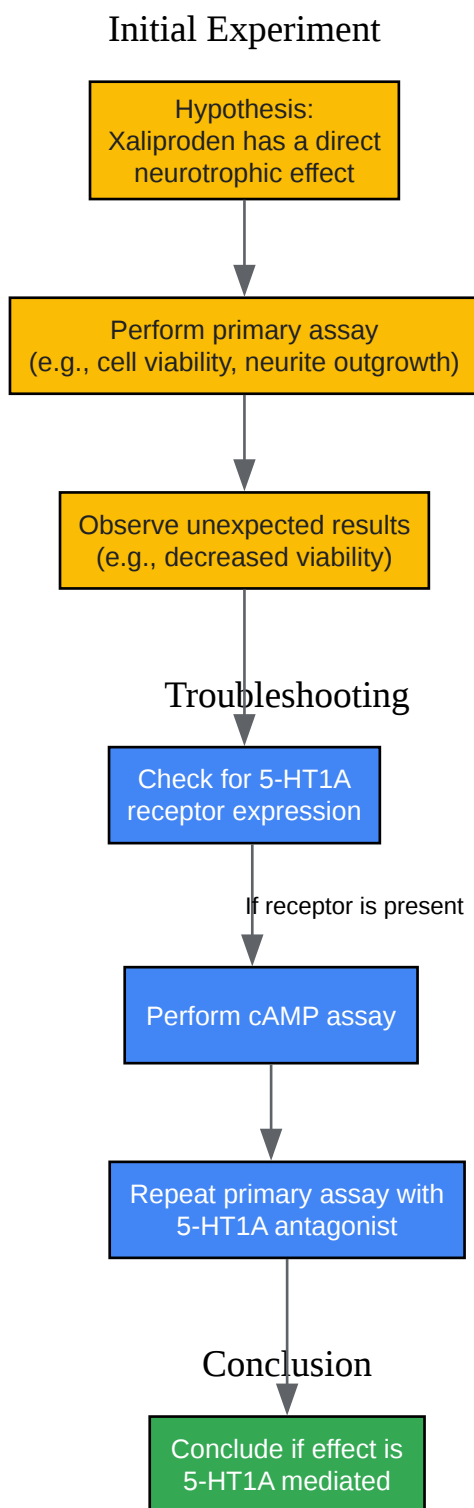 Initial Experiment
Hypothesis:
Xaliproden has a direct
neurotrophic effect
Perform primary assay
(e.g., cell viability, neurite outgrowth)
Observe unexpected results
(e.g., decreased viability)
Troubleshooting
Check for 5-HT1A
receptor expression
If receptor is present
Perform cAMP assay
Repeat primary assay with
5-HT1A antagonist
Conclusion
Conclude if effect is
5-HT1A mediated